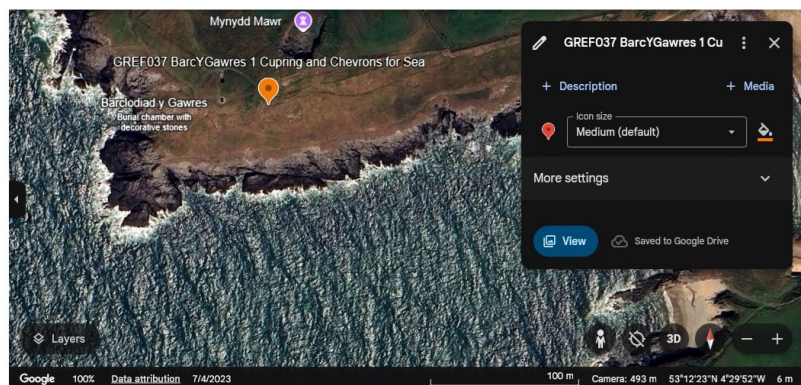 Mynydd Mawr
GREF037 BarcYGawres 1 Cupring and Chevrons for Sea
Barclodiad y Gawres
Burial chamber with
decorative stones
GREF037 BarcYGawres 1 Cu
+ Description
+ Media
Icon size
Medium (default)
More settings
View
Saved to Google Drive
Layers
3D
Google 100% Data attribution 7/4/2023 100 m Camera: 493 m 53°12'23"N 4°29'52"W 6 m